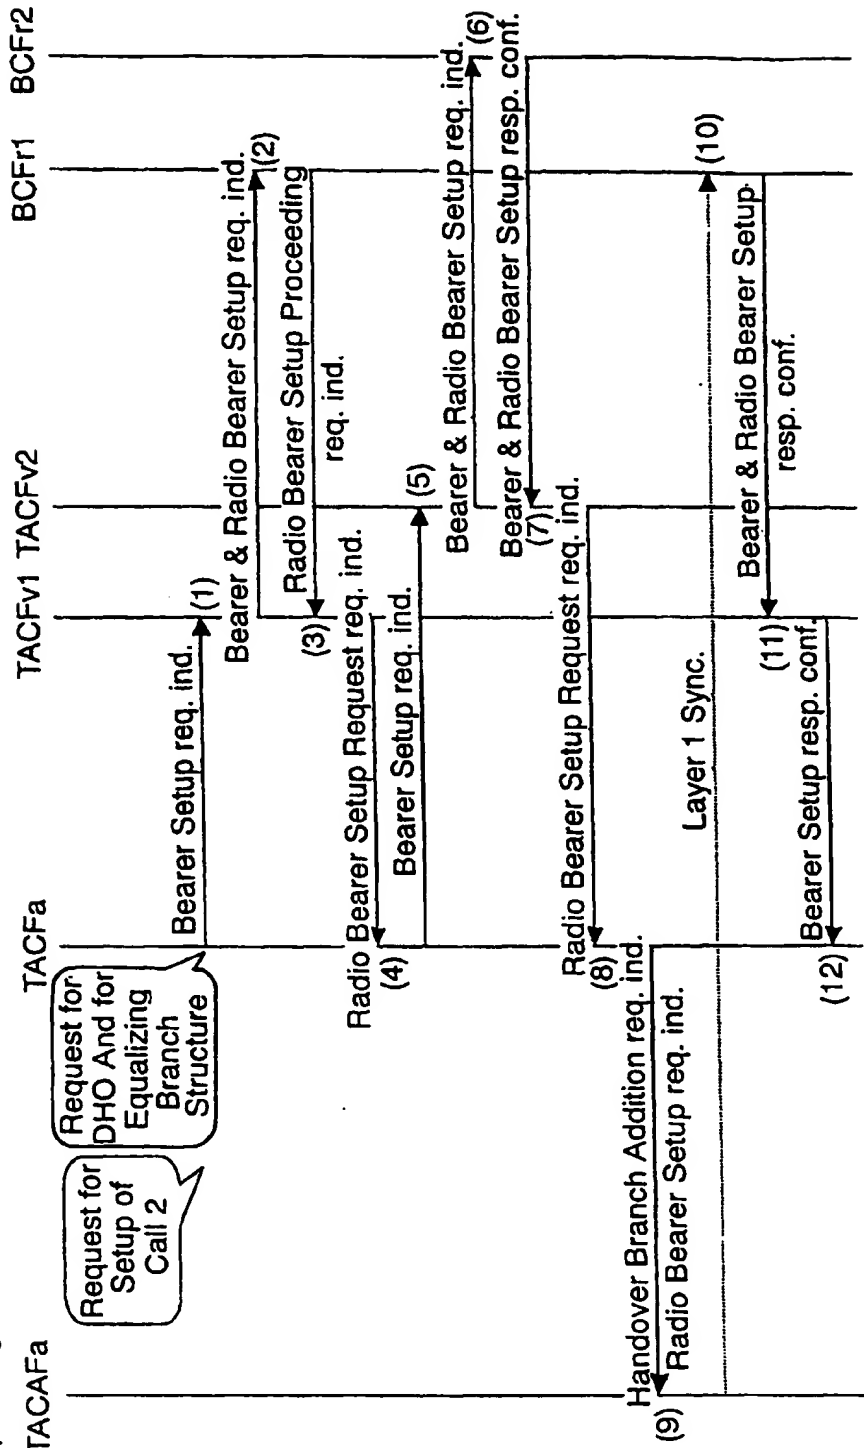 TACAFa
TACFa
TACFv1
TACFv2
BCFr1
BCFr2
Request for
Setup of
Call 2
Request for
DHO And for
Equalizing
Branch
Structure
Bearer Setup req. ind.
(1)
Bearer & Radio Bearer Setup req. ind.
(2)
Radio Bearer Setup Proceeding
req. ind.
(3)
Radio Bearer Setup Request req. ind.
(4)
Bearer Setup req. ind.
(5)
Bearer & Radio Bearer Setup req. ind.
(6)
Bearer & Radio Bearer Setup resp. conf.
(7)
Radio Bearer Setup Request req. ind.
(8)
Handover Branch Addition req. ind.
Radio Bearer Setup req. ind.
(9)
Layer 1 Sync.
(10)
Bearer & Radio Bearer Setup
resp. conf.
(11)
Bearer Setup resp. conf.
(12)